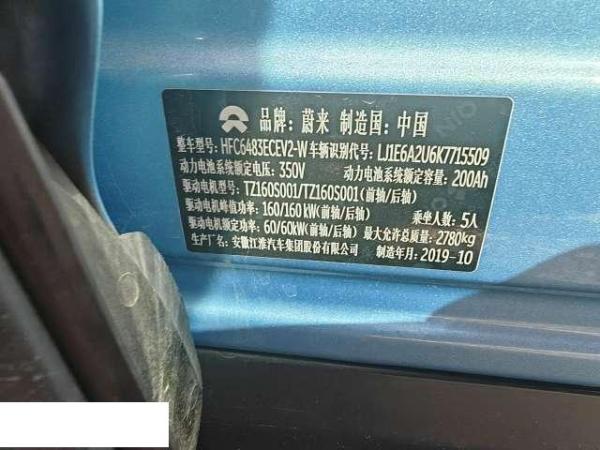 品牌: 蔚来 制造国: 中国
整车型号: HFC6483ECEV2-W 车辆识别代号: LJ1E6A2U6K7715509
动力电池系统额定电压: 350V 动力电池系统额定容量: 200Ah
驱动电机型号: TZ160S001/TZ160S001(前轴/后轴)
驱动电机峰值功率: 160/160kW(前轴/后轴) 乘坐人数: 5人
驱动电机额定功率: 60/60kW(前轴/后轴) 最大允许总质量: 2780kg
生产厂名: 安徽江淮汽车集团股份有限公司 制造年月: 2019-10